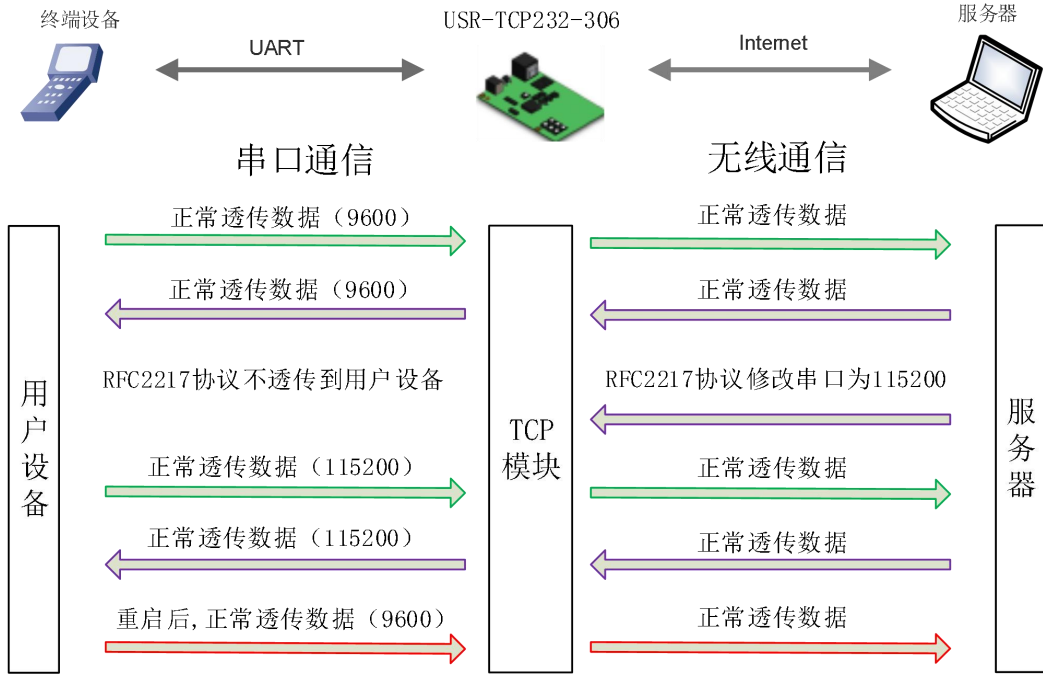 终端设备
USR-TCP232-306
服务器
UART
Internet
串口通信
无线通信
正常透传数据（9600）
正常透传数据
正常透传数据（9600）
正常透传数据
RFC2217协议不透传到用户设备
RFC2217协议修改串口为115200
用户设备
TCP
模块
服务器
正常透传数据（115200）
正常透传数据
正常透传数据（115200）
正常透传数据
重启后,正常透传数据（9600）
正常透传数据